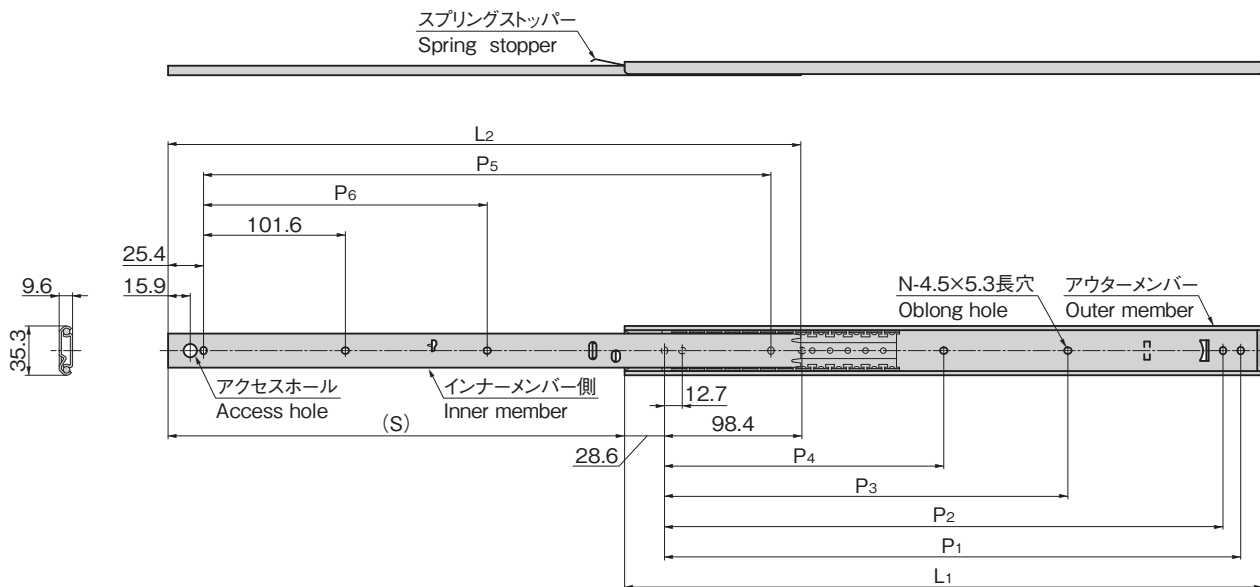 スプリングストッパー
Spring stopper
L2
P5
P6
101.6
25.4
15.9
9.6
35.3
N-4.5×5.3長穴
Oblong hole
アウターメンバー
Outer member
アクセスホール
Access hole
インナーメンバー側
Inner member
12.7
(S)
98.4
28.6
P4
P3
P2
P1
L1